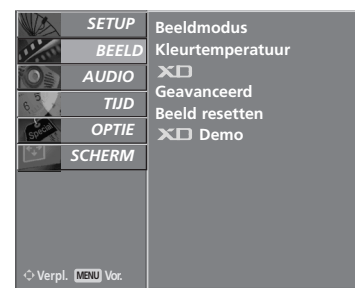 SETUP
BEELD
AUDIO
TIJD
OPTIE
SCHERM
Beeldmodus
Kleurtemperatuur
XD
Geavanceerd
Beeld resetten
XD Demo
Verpl. MENU Vor.